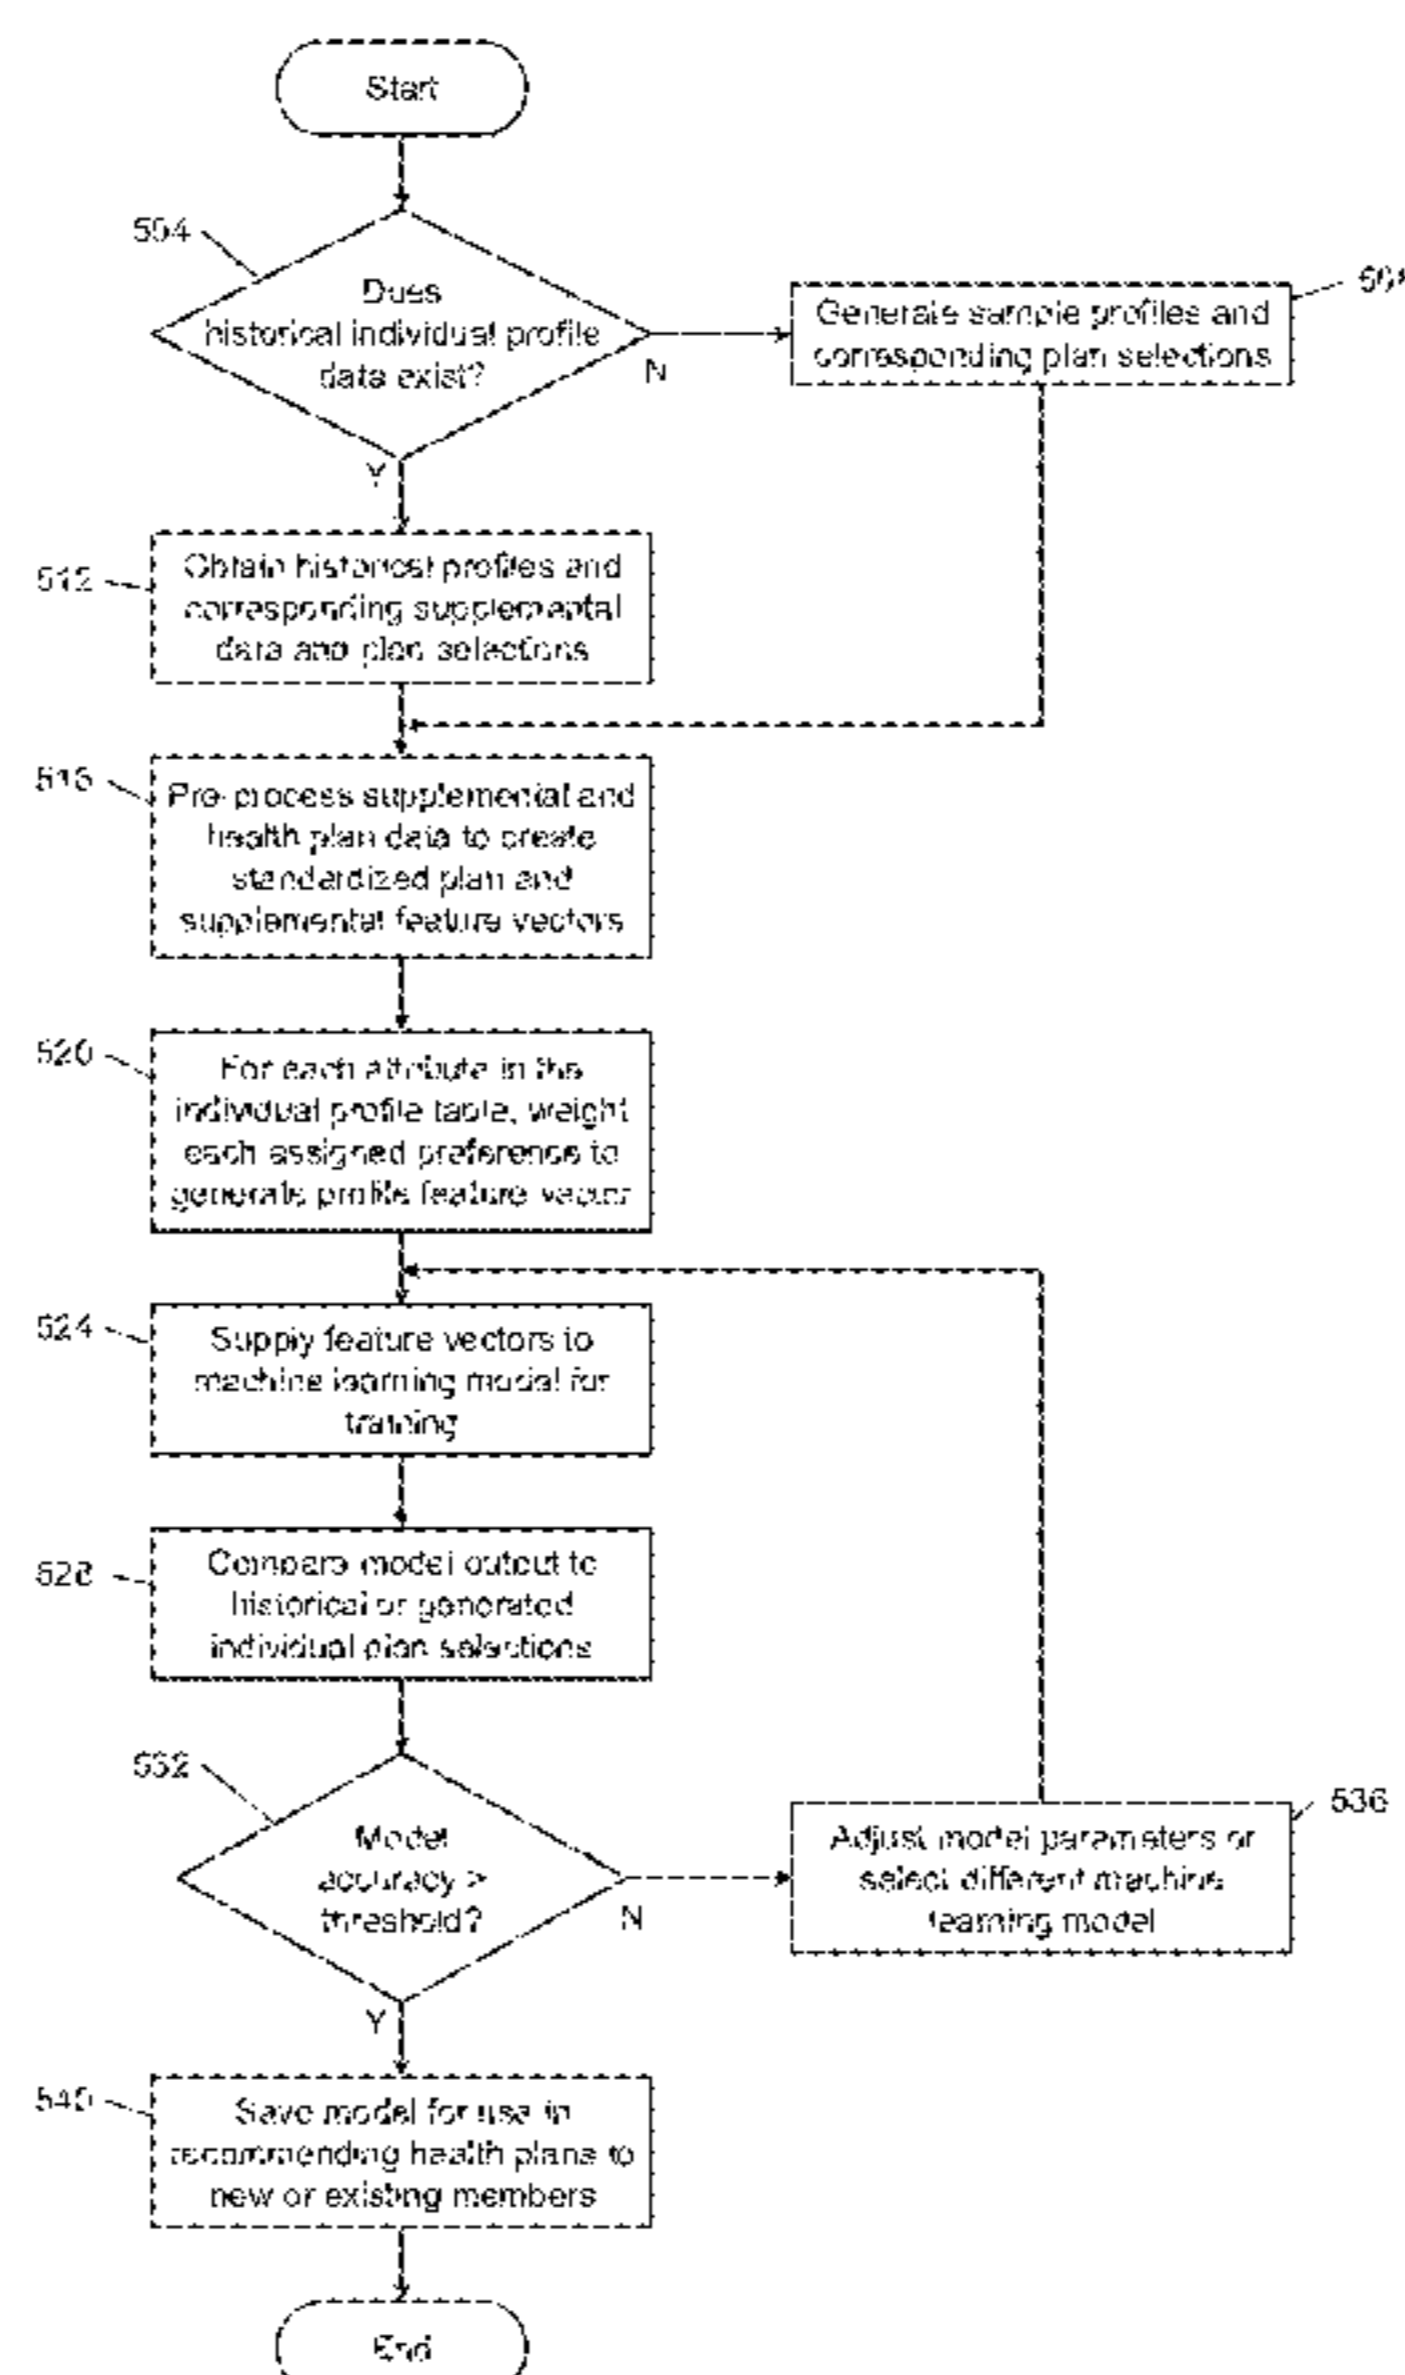 Start
504
Does
historical individual profile
data exist?
N
Y
Generate sample profiles and
corresponding plan selections
512
Obtain historical profiles and
corresponding supplemental
data and plan selections
516
Pre-process supplemental and
health plan data to create
standardized plan and
supplemental feature vectors
520
For each attribute in the
individual profile table, weight
each assigned preference to
generate profile feature vector
524
Supply feature vectors to
machine learning model for
training
528
Compare model output to
historical or generated
individual plan selections
532
Model
accuracy >
threshold?
N
Y
536
Adjust model parameters or
select different machine
learning model
540
Save model for use in
recommending health plans to
new or existing members
End